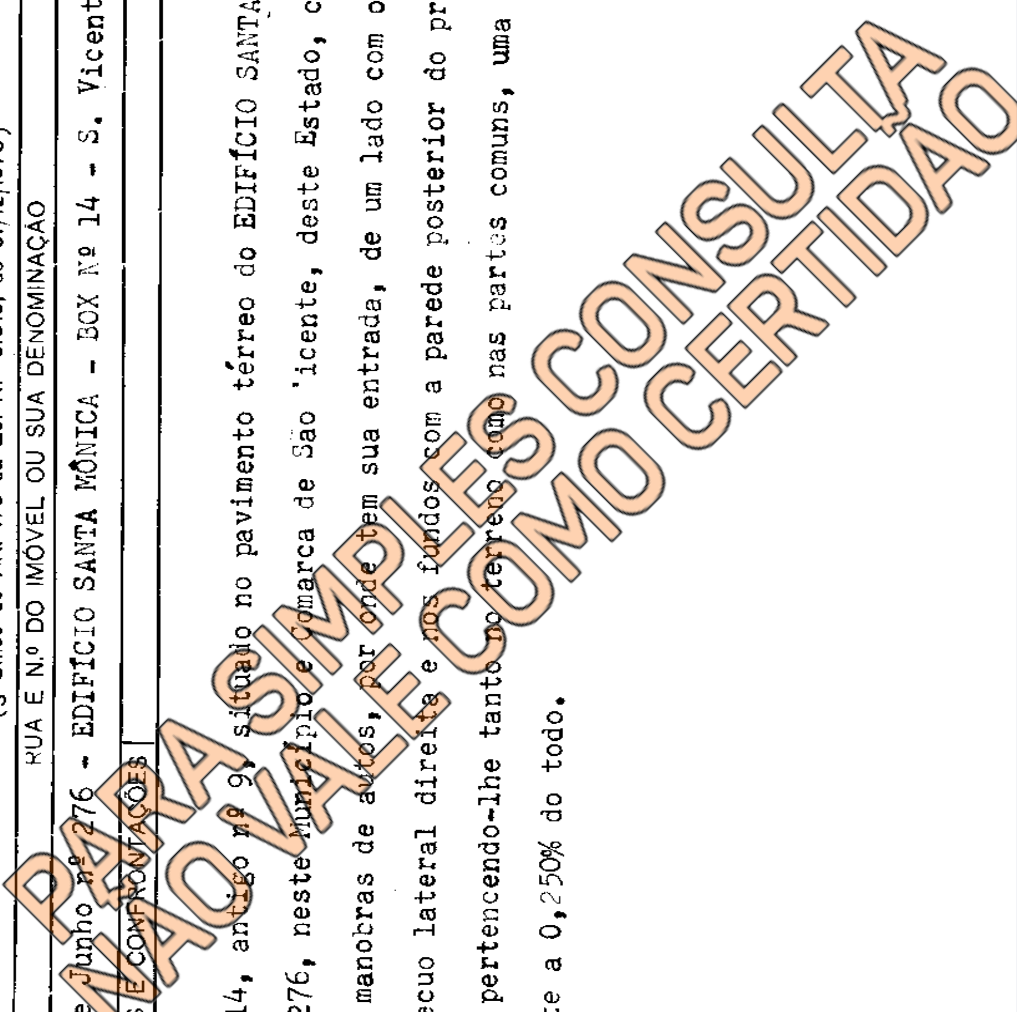 RUA E N.º DO IMÓVEL OU SUA DENOMINAÇÃO
Junho nº 276 - EDIFÍCIO SANTA MÔNICA - BOX Nº 14 - S. Vicent
E CONFRONTAÇÕES
14, antigo nº 9, situado no pavimento térreo do EDIFÍCIO SANTA
276, neste Município e Comarca de São 'icente, deste Estado, c
manobras de autos, por onde tem sua entrada, de um lado com o
ecuo lateral direito e nos fundos com a parede posterior do pr
pertencendo-lhe tanto no terreno como nas partes comuns, uma
te a 0,250% do todo.
PARA SIMPLES CONSULTA
NÃO VALE COMO CERTIDÃO